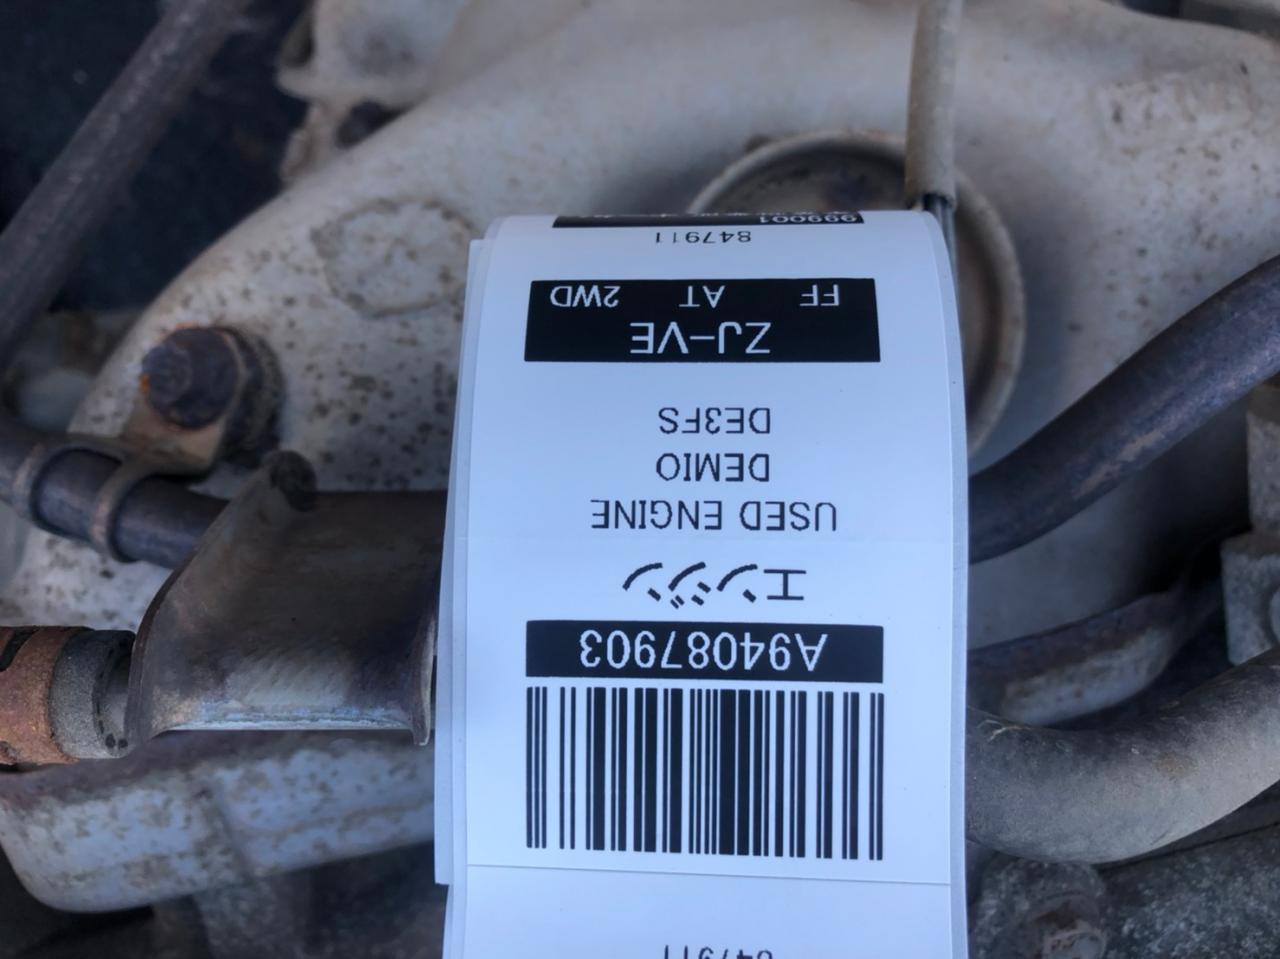 A94087903
エンジン
USED ENGINE
DEMIO
DE3FS
ZJ-VE
FF AT 2WD
847911
999001